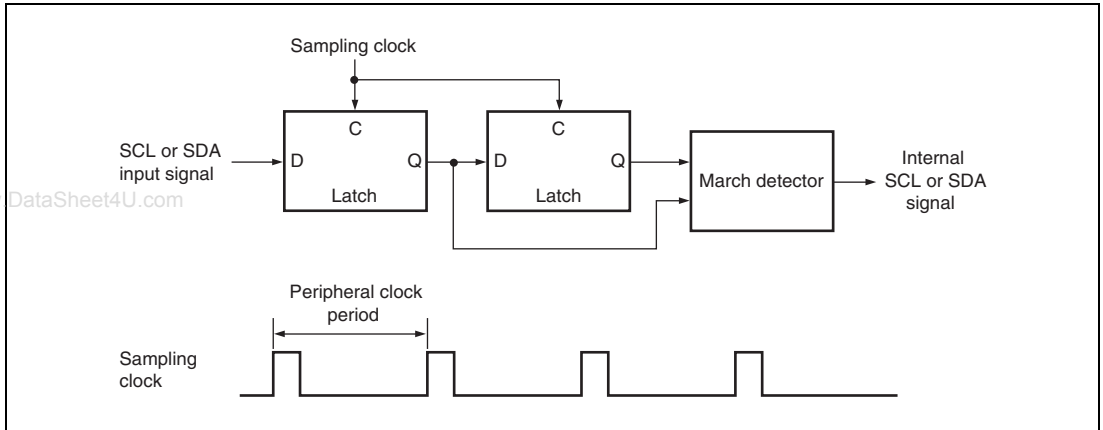 Sampling clock
SCL or SDA
input signal
C
D
Q
Latch
C
D
Q
Latch
March detector
Internal
SCL or SDA
signal
DataSheet4U.com
Peripheral clock
period
Sampling
clock